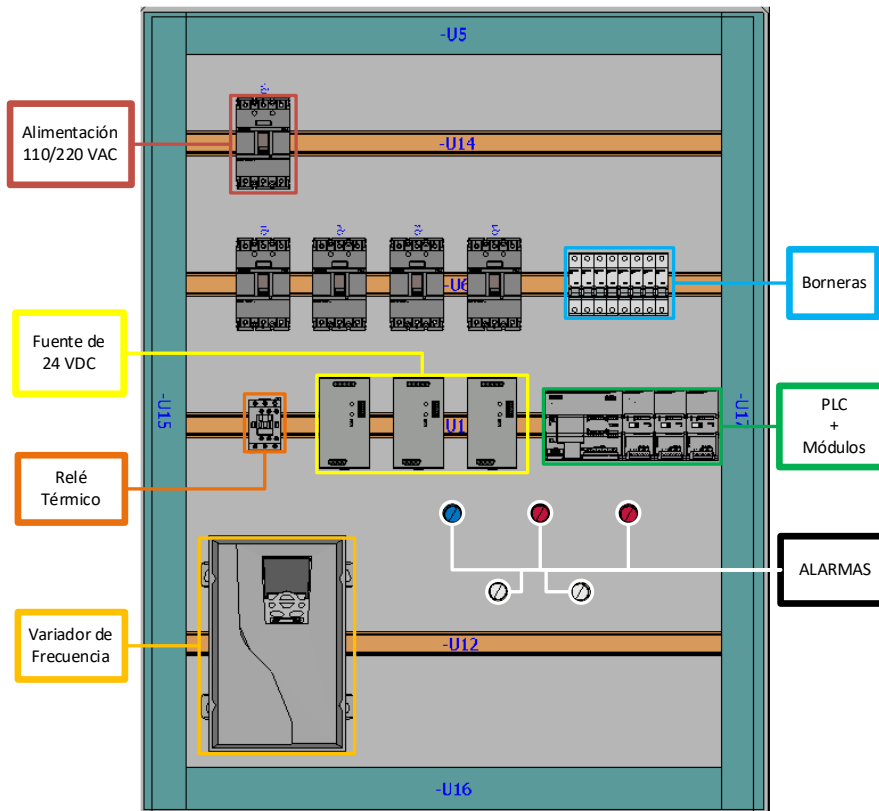 -U5
Alimentación
110/220 VAC
-U14
-U6
Borneras
Fuente de
24 VDC
-U15
U1
-U17
PLC
+
Módulos
Relé
Térmico
ALARMAS
Variador de
Frecuencia
-U12
-U16